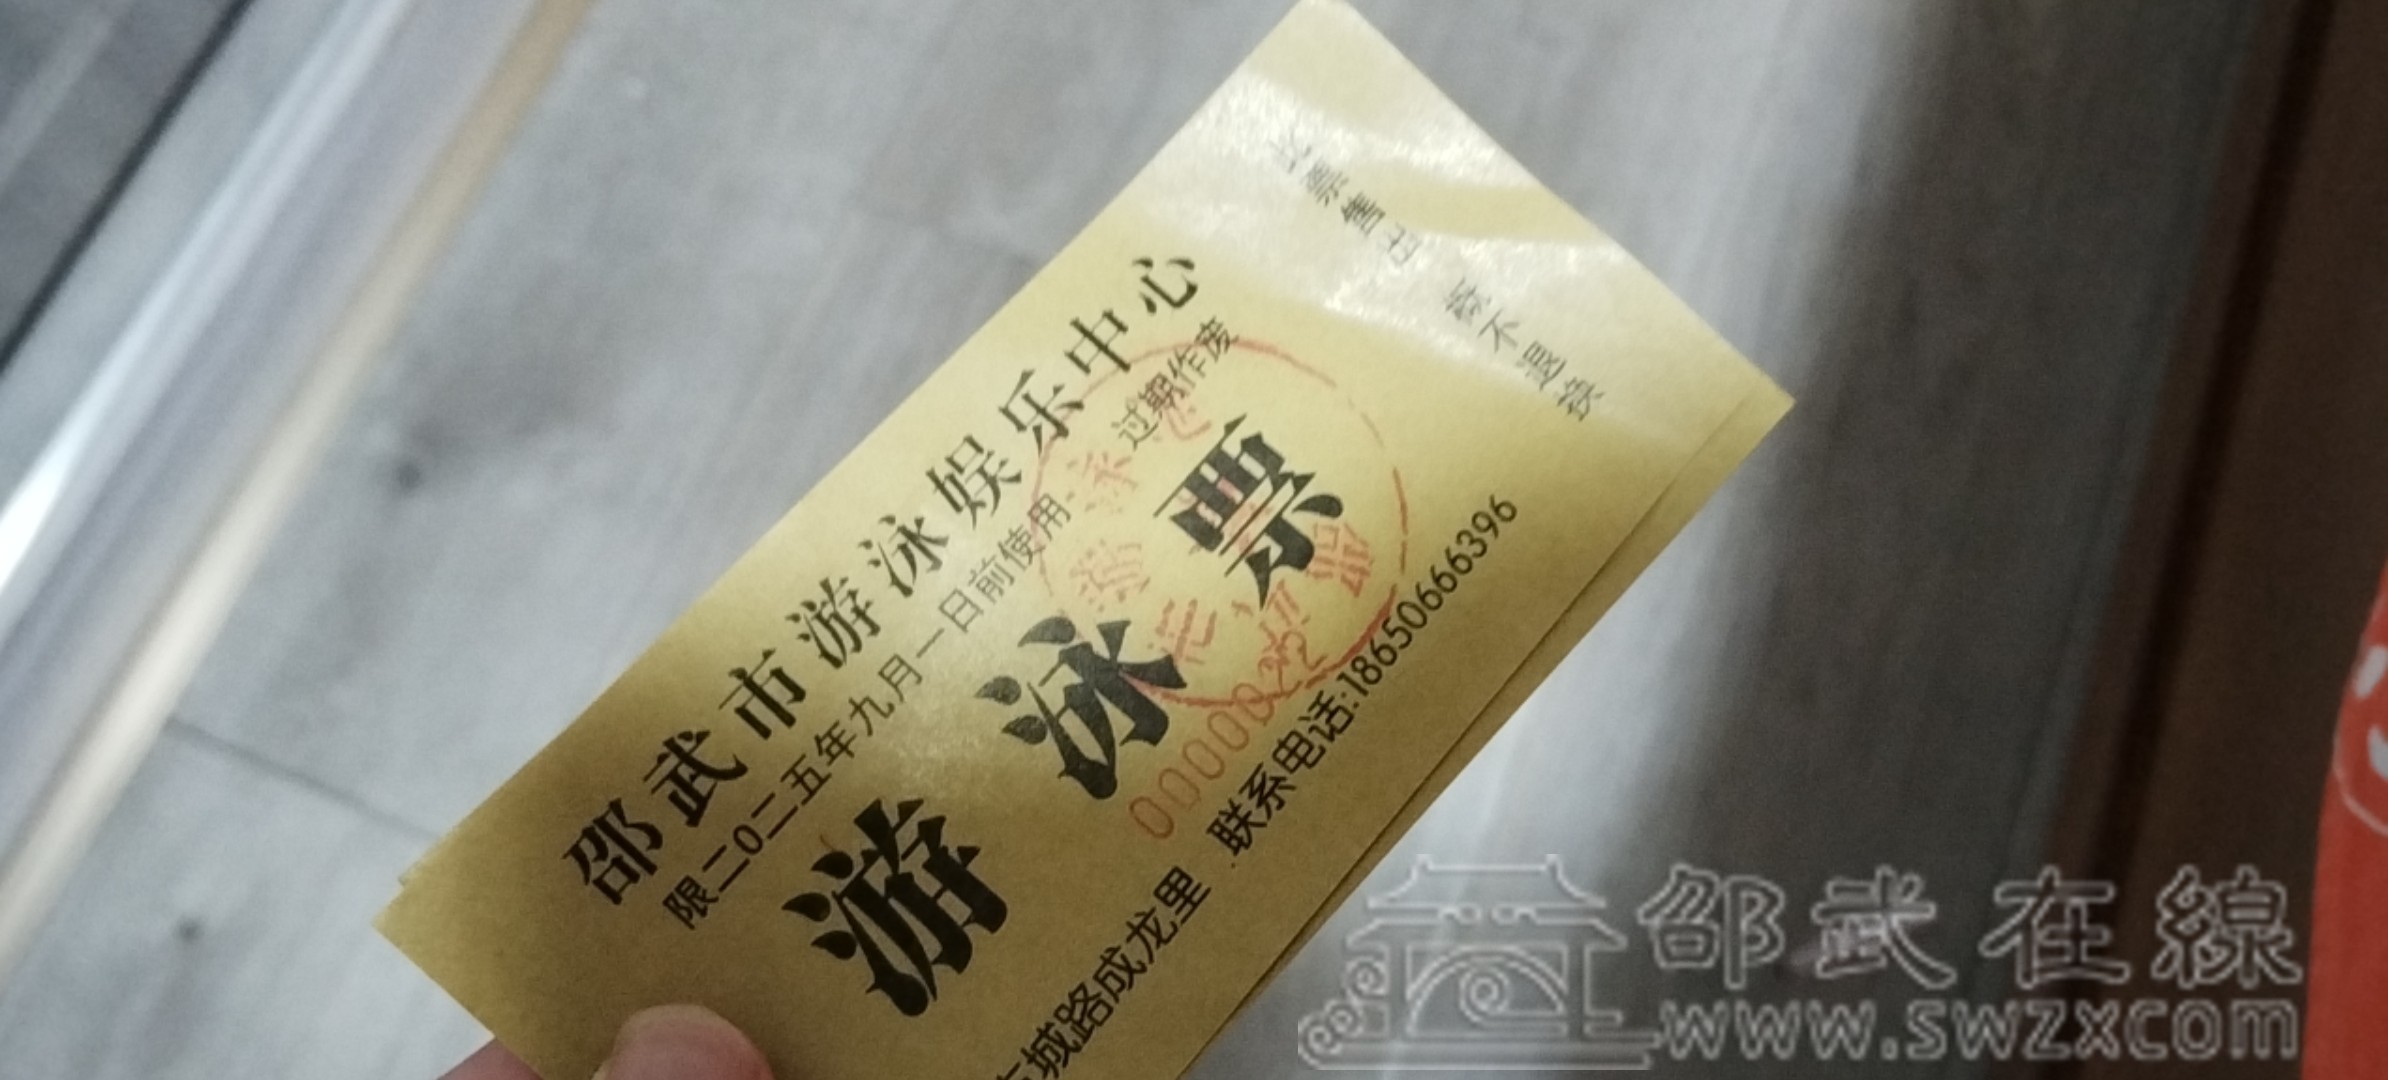 邵武市游泳娱乐中心
限二0二五年九月一日前使用 过期作废
游泳票
城路成龙里 联系电话:18650666396
票售出 概不退换
邵武在線
www.swzxcom